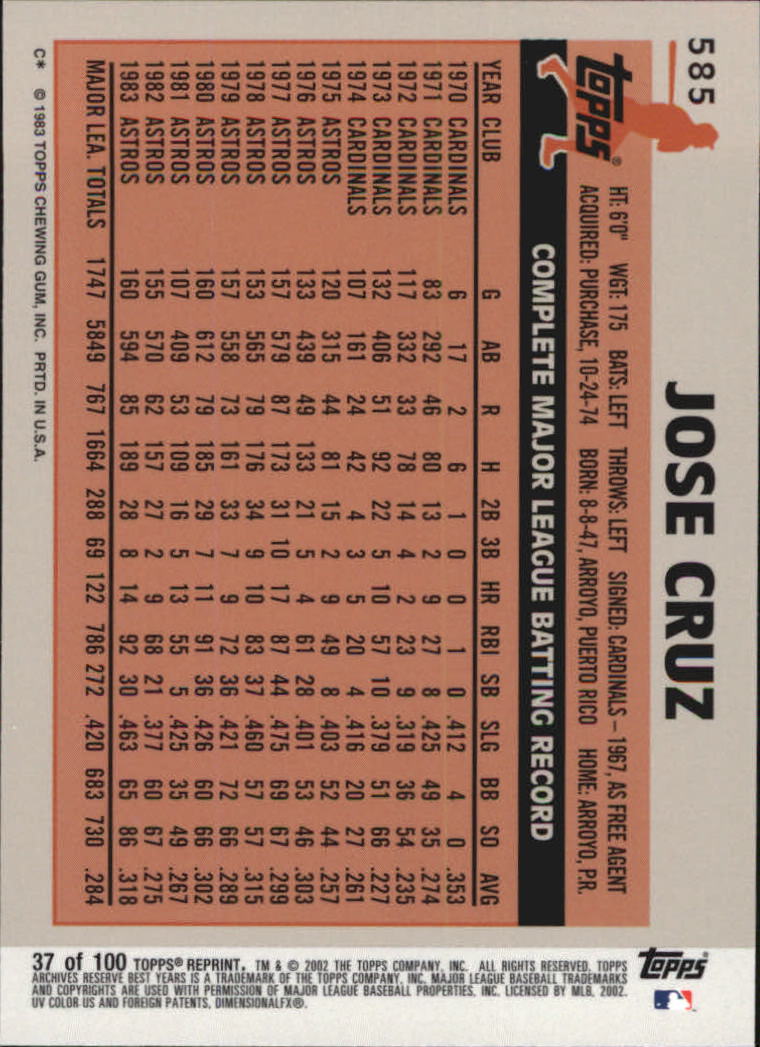 585
JOSE CRUZ
TOPPS®
HT: 6'0" WGT: 175 BATS: LEFT THROWS: LEFT SIGNED: CARDINALS – 1967, AS FREE AGENT
ACQUIRED: PURCHASE, 10-24-74 BORN: 8-8-47, ARROYO, PUERTO RICO HOME: ARROYO, P.R.
COMPLETE MAJOR LEAGUE BATTING RECORD
YEAR CLUB G AB R H 2B 3B HR RBI SB SLG BB SO AVG
1970 CARDINALS 6 17 2 6 1 0 0 1 0 .412 4 0 .353
1971 CARDINALS 83 292 46 80 13 2 9 27 8 .425 49 35 .274
1972 CARDINALS 117 332 33 78 14 4 2 23 9 .319 36 54 .235
1973 CARDINALS 132 406 51 92 22 5 10 57 10 .379 51 66 .227
1974 CARDINALS 107 161 24 42 4 3 5 20 4 .416 20 27 .261
1975 ASTROS 120 315 44 81 15 2 9 49 8 .403 52 44 .257
1976 ASTROS 133 439 49 133 21 5 4 61 28 .401 53 46 .303
1977 ASTROS 157 579 87 173 31 10 17 87 44 .475 69 67 .299
1978 ASTROS 153 565 79 176 34 9 10 83 37 .460 57 57 .315
1979 ASTROS 157 558 73 161 33 7 9 72 36 .421 72 66 .289
1980 ASTROS 160 612 79 185 29 7 11 91 36 .426 60 66 .302
1981 ASTROS 107 409 53 109 16 5 13 55 5 .425 35 49 .267
1982 ASTROS 155 570 62 157 27 2 9 68 21 .377 60 67 .275
1983 ASTROS 160 594 85 189 28 8 14 92 30 .463 65 86 .318
MAJOR LEA. TOTALS 1747 5849 767 1664 288 69 122 786 272 .420 683 730 .284
C* © 1983 TOPPS CHEWING GUM, INC. PRTD. IN U.S.A.
TOPPS®
37 of 100 TOPPS® REPRINT. TM & © 2002 THE TOPPS COMPANY, INC. ALL RIGHTS RESERVED. TOPPS
ARCHIVES RESERVE BEST YEARS IS A TRADEMARK OF THE TOPPS COMPANY, INC. MAJOR LEAGUE BASEBALL TRADEMARKS
AND COPYRIGHTS ARE USED WITH PERMISSION OF MAJOR LEAGUE BASEBALL PROPERTIES, INC. LICENSED BY MLB, 2002.
UV COLOR US AND FOREIGN PATENTS, DIMENSIONALFX®.